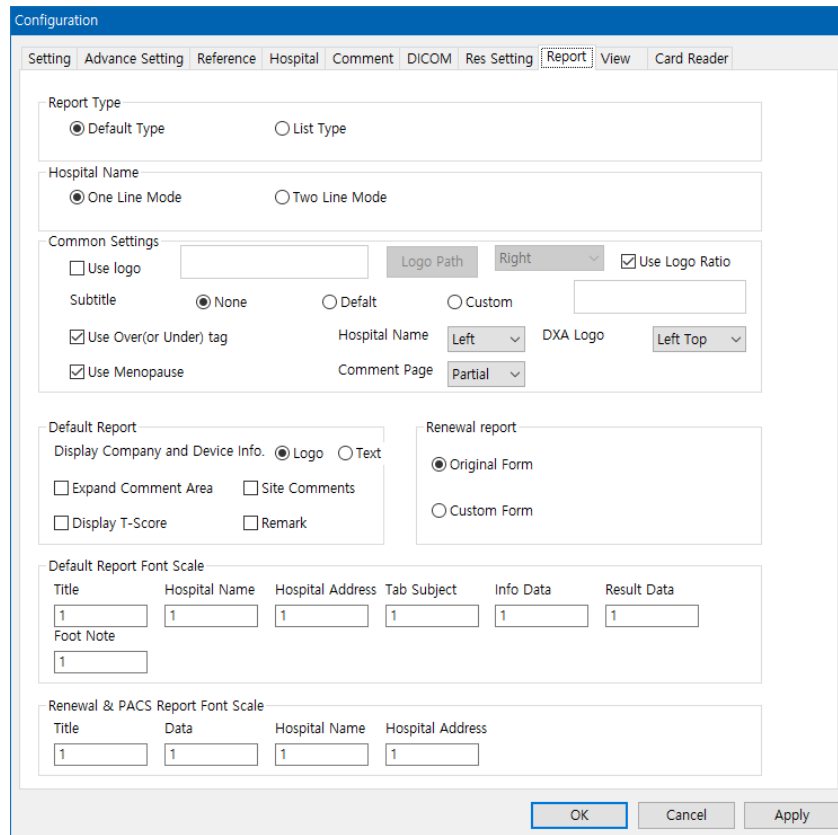 Configuration
Setting Advance Setting Reference Hospital Comment DICOM Res Setting Report View Card Reader
Report Type
Default Type List Type
Hospital Name
One Line Mode Two Line Mode
Common Settings
Use logo Logo Path Right Use Logo Ratio
Subtitle None Defalt Custom
Use Over(or Under) tag Hospital Name Left DXA Logo Left Top
Use Menopause Comment Page Partial
Default Report Renewal report
Display Company and Device Info. Logo Text
Original Form
Expand Comment Area Site Comments
Custom Form
Display T-Score Remark
Default Report Font Scale
Title Hospital Name Hospital Address Tab Subject Info Data Result Data
1 1 1 1 1 1
Foot Note
1
Renewal & PACS Report Font Scale
Title Data Hospital Name Hospital Address
1 1 1 1
OK Cancel Apply